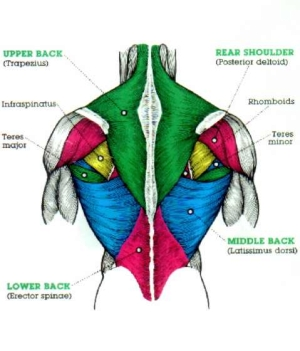 UPPER BACK
(Trapezius)
REAR SHOULDER
(Posterior deltoid)
Infraspinatus
Rhomboids
Teres
major
Teres
minor
MIDDLE BACK
(Latissimus dorsi)
LOWER BACK
(Erector spinae)